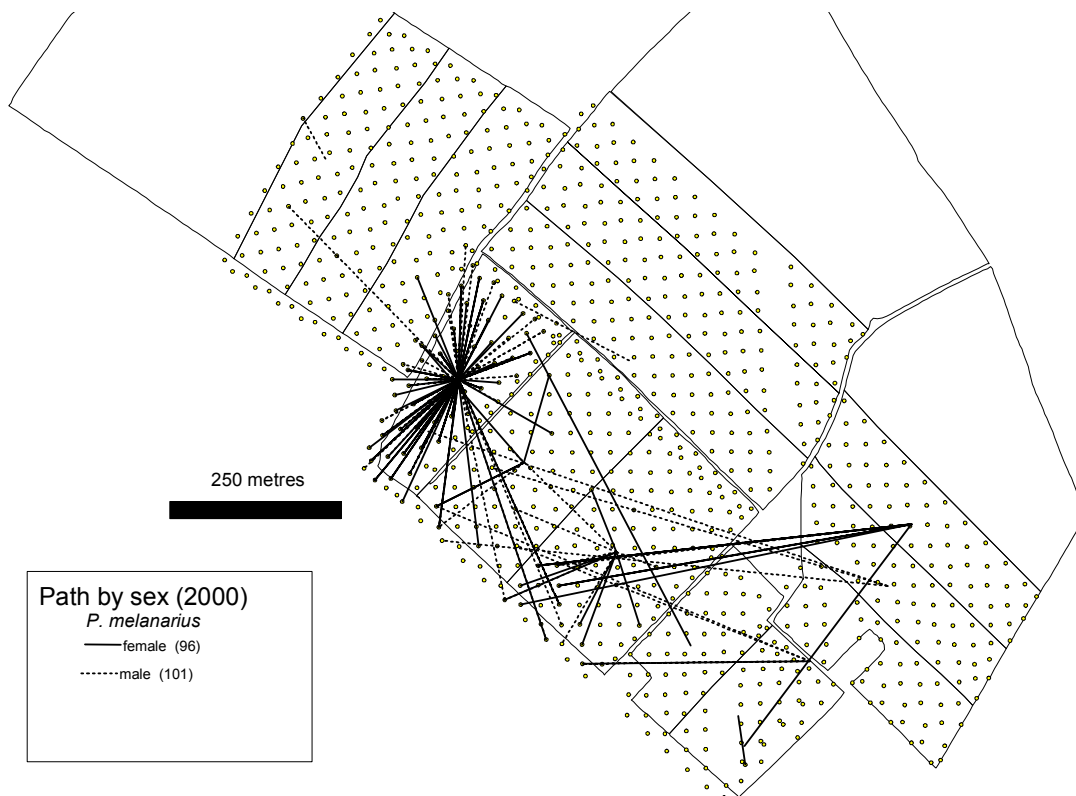 250 metres
Path by sex (2000)
P. melanarius
female (96)
male (101)